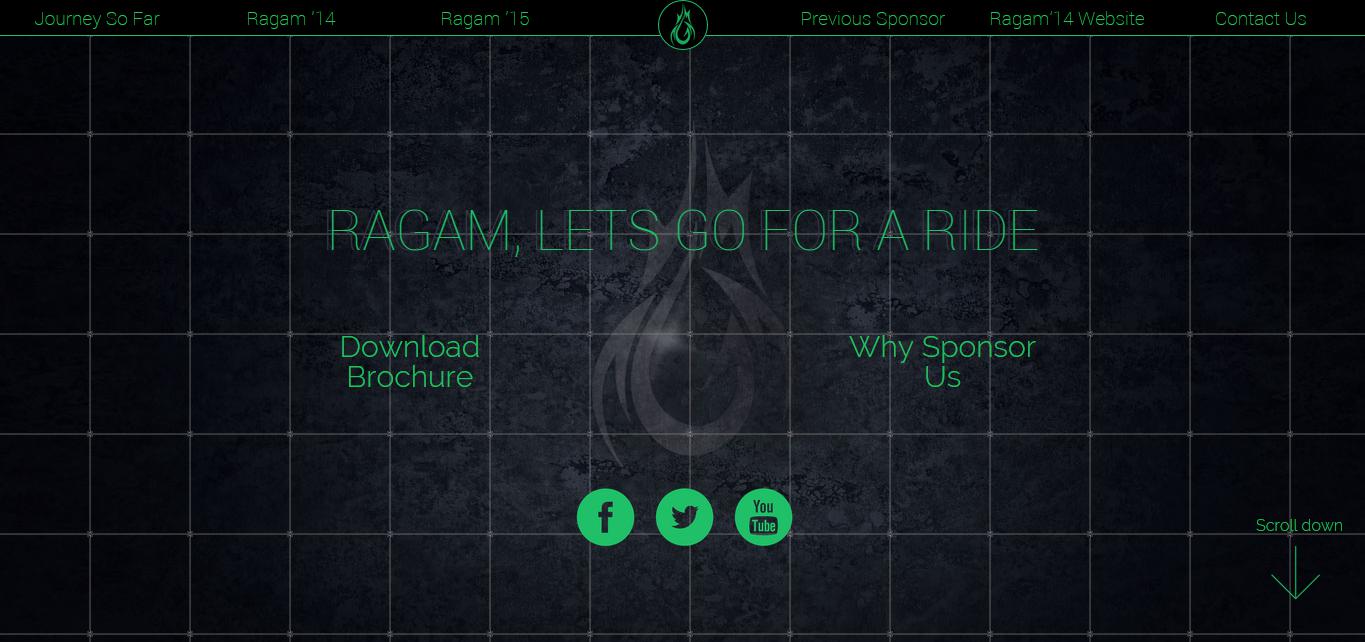 Journey So Far
Ragam '14
Ragam '15
Previous Sponsor
Ragam'14 Website
Contact Us
RAGAM, LETS GO FOR A RIDE
Download
Brochure
Why Sponsor
Us
f
You
Tube
Scroll down